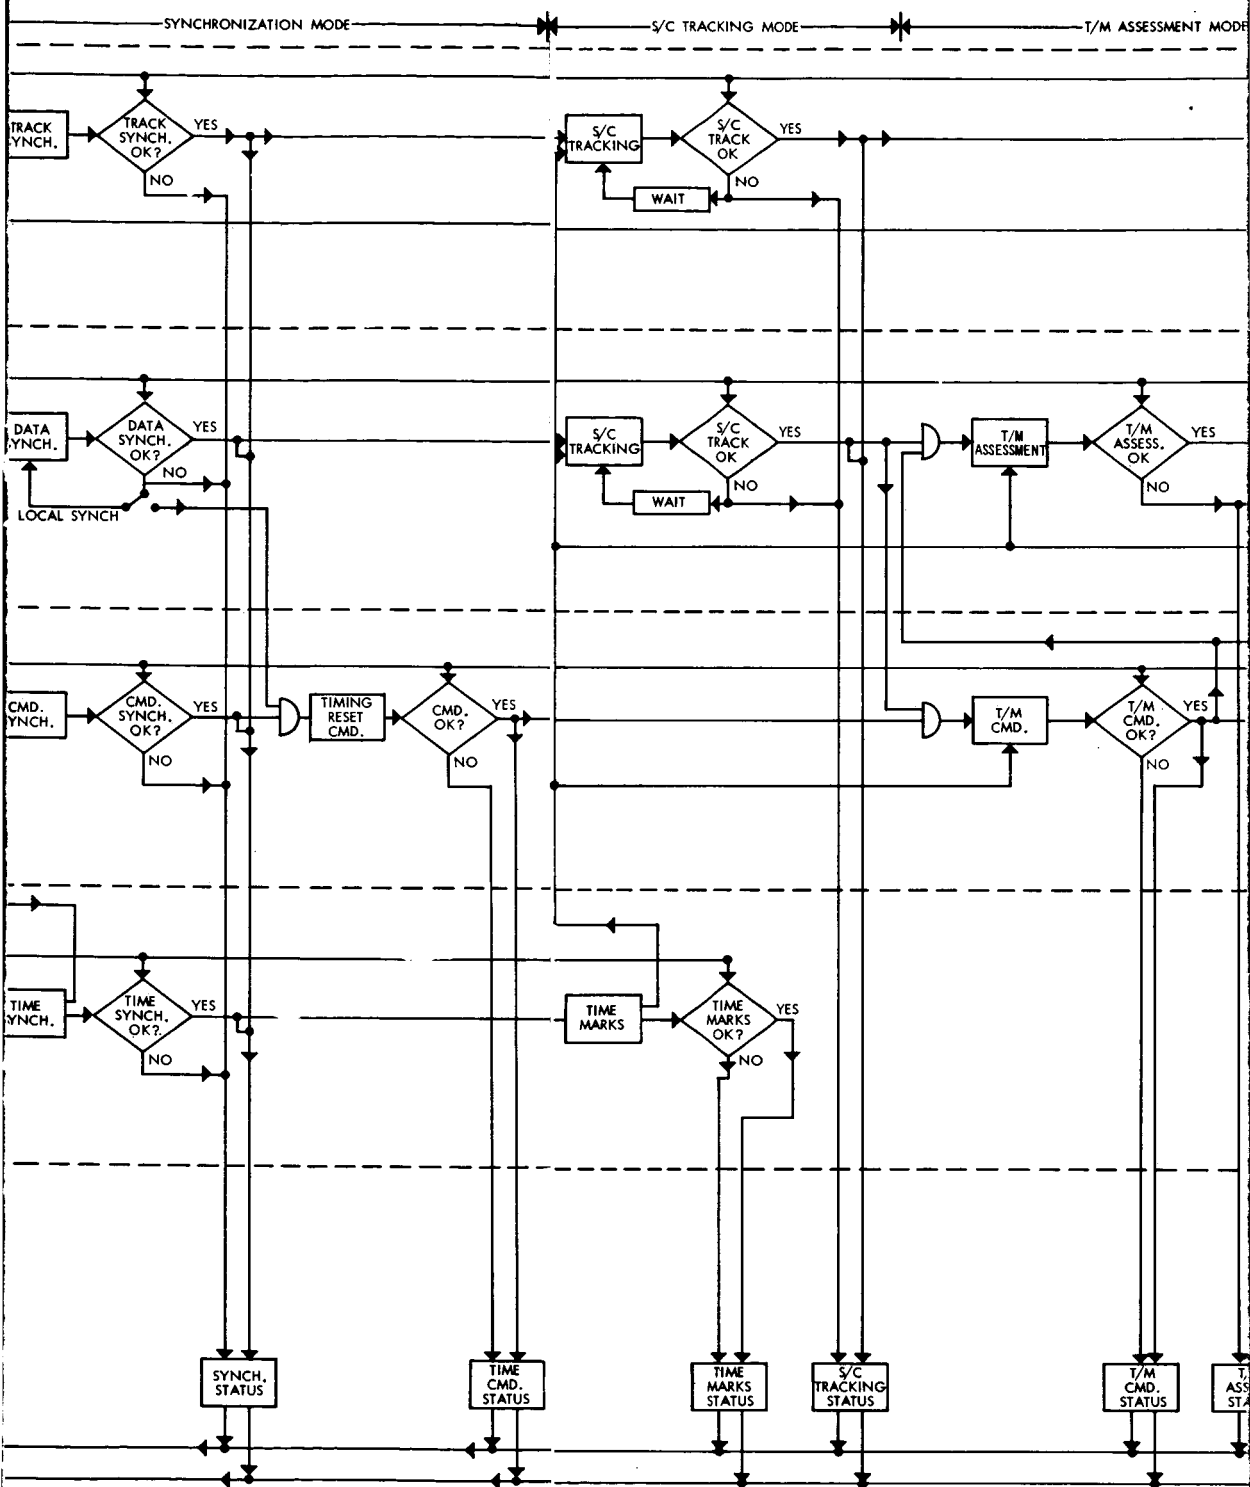 SYNCHRONIZATION MODE
S/C TRACKING MODE
T/M ASSESSMENT MODE
TRACK
YNCH.
TRACK
SYNCH.
OK?
YES
NO
S/C
TRACKING
S/C
TRACK
OK
YES
NO
WAIT
DATA
YNCH.
DATA
SYNCH.
OK?
YES
NO
LOCAL SYNCH
S/C
TRACKING
S/C
TRACK
OK
YES
NO
WAIT
T/M
ASSESSMENT
T/M
ASSESS.
OK
YES
NO
CMD.
YNCH.
CMD.
SYNCH.
OK?
YES
NO
TIMING
RESET
CMD.
CMD.
OK?
YES
NO
T/M
CMD.
T/M
CMD.
OK?
YES
NO
TIME
YNCH.
TIME
SYNCH.
OK?
YES
NO
TIME
MARKS
TIME
MARKS
OK?
YES
NO
SYNCH.
STATUS
TIME
CMD.
STATUS
TIME
MARKS
STATUS
S/C
TRACKING
STATUS
T/M
CMD.
STATUS
T/
ASS
STA